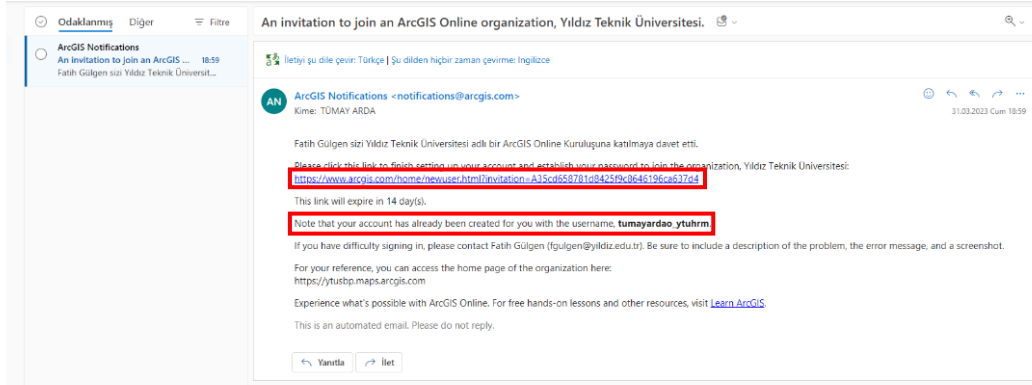 Odaklanmış Diğer Filtre
An invitation to join an ArcGIS Online organization, Yıldız Teknik Üniversitesi.
ArcGIS Notifications
An invitation to join an ArcGIS ... 18:59
Fatih Gülgen sizi Yıldız Teknik Üniversit...
İletiyi şu dile çevir: Türkçe | Şu dilden hiçbir zaman çevirme: İngilizce
AN
ArcGIS Notifications <notifications@arcgis.com>
Kime: TÜMAY ARDA
31.03.2023 Cum 18:59
Fatih Gülgen sizi Yıldız Teknik Üniversitesi adlı bir ArcGIS Online Kuruluşuna katılmaya davet etti.
Please click this link to finish setting up your account and establish your password to join the organization, Yıldız Teknik Üniversitesi:
https://www.arcgis.com/home/newuser.html?invitation=A35cd658781d8425f9c8646196ca637d4
This link will expire in 14 day(s).
Note that your account has already been created for you with the username, tumayardao_ytuhrm.
If you have difficulty signing in, please contact Fatih Gülgen (fgulgen@yildiz.edu.tr). Be sure to include a description of the problem, the error message, and a screenshot.
For your reference, you can access the home page of the organization here:
https://ytusbp.maps.arcgis.com
Experience what's possible with ArcGIS Online. For free hands-on lessons and other resources, visit Learn ArcGIS.
This is an automated email. Please do not reply.
Yanıtla İlet